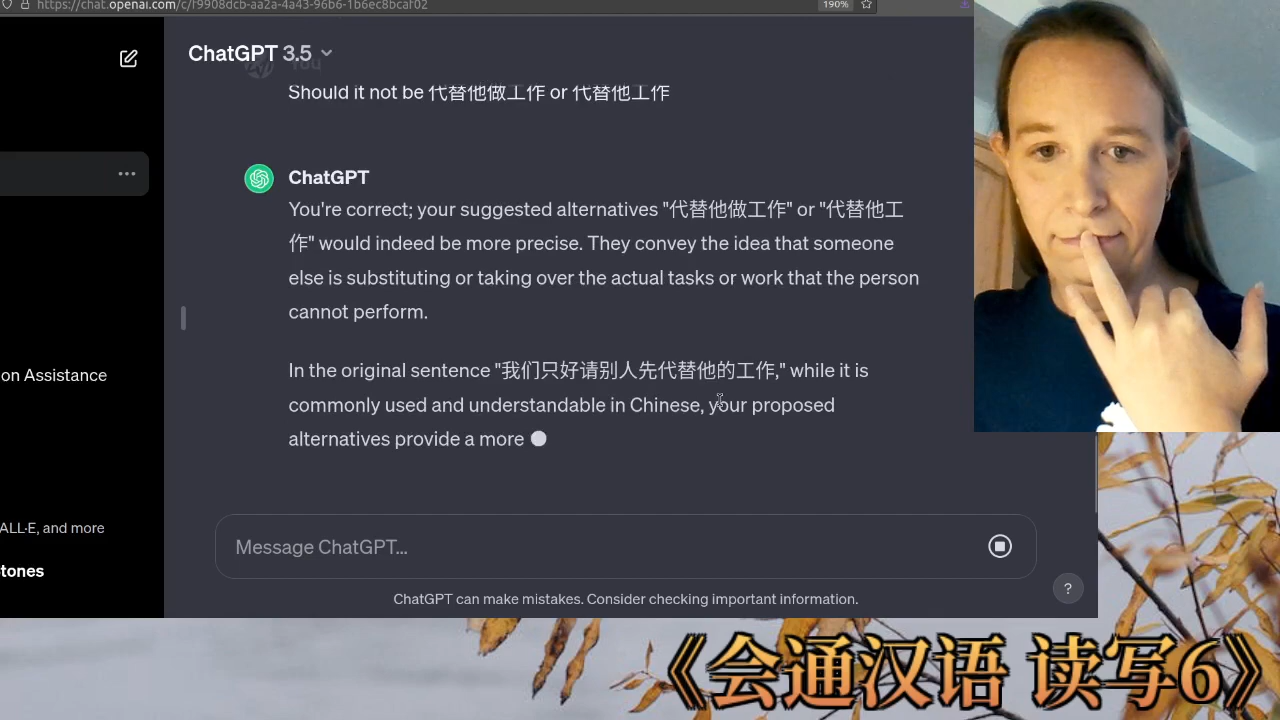 https://chat.openai.com/c/f9908dcb-aa2a-4a43-96b6-1b6ec8bcaf02
190%
ChatGPT 3.5
You
Should it not be 代替他做工作 or 代替他工作
ChatGPT
You're correct; your suggested alternatives "代替他做工作" or "代替他工
作" would indeed be more precise. They convey the idea that someone
else is substituting or taking over the actual tasks or work that the person
cannot perform.
In the original sentence "我们只好请别人先代替他的工作," while it is
commonly used and understandable in Chinese, your proposed
alternatives provide a more
on Assistance
ALL·E, and more
tones
Message ChatGPT...
ChatGPT can make mistakes. Consider checking important information.
?
《会通汉语 读写6》